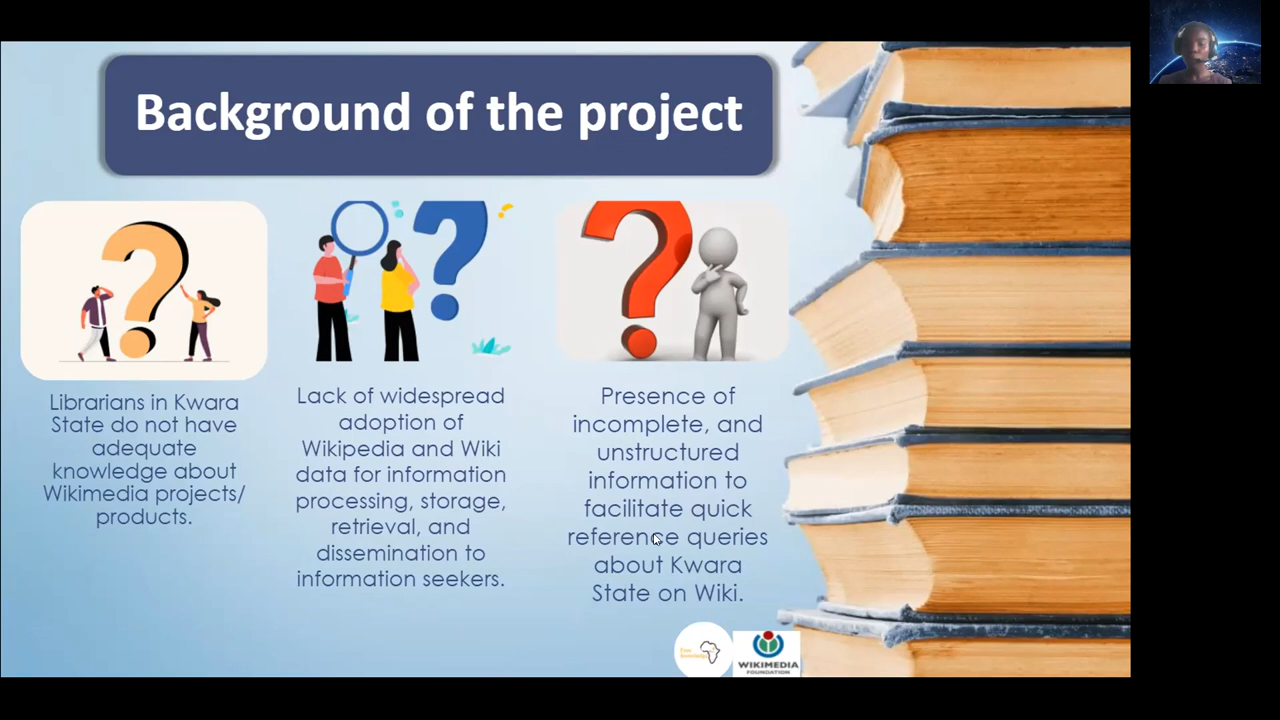 Background of the project
Librarians in Kwara
State do not have
adequate
knowledge about
Wikimedia projects/
products.
Lack of widespread
adoption of
Wikipedia and Wiki
data for information
processing, storage,
retrieval, and
dissemination to
information seekers.
Presence of
incomplete, and
unstructured
information to
facilitate quick
reference queries
about Kwara
State on Wiki.
Free
knowledge
WIKIMEDIA
FOUNDATION